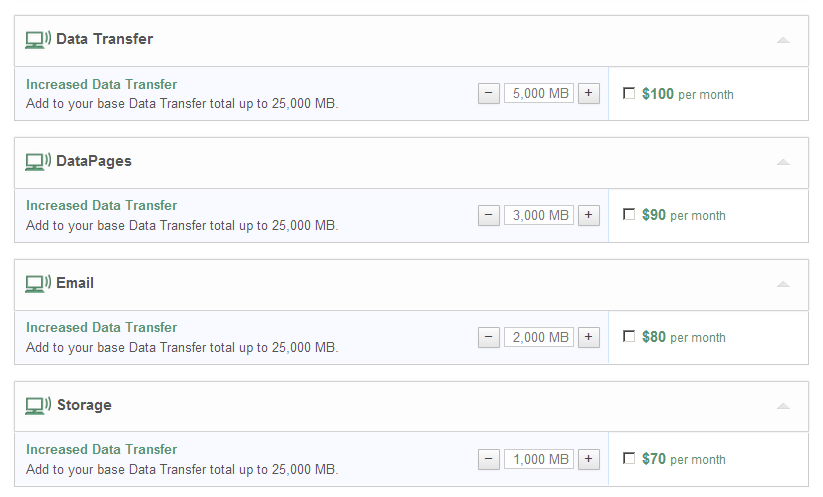 Data Transfer
Increased Data Transfer
Add to your base Data Transfer total up to 25,000 MB.
− 5,000 MB +
$100 per month
DataPages
Increased Data Transfer
Add to your base Data Transfer total up to 25,000 MB.
− 3,000 MB +
$90 per month
Email
Increased Data Transfer
Add to your base Data Transfer total up to 25,000 MB.
− 2,000 MB +
$80 per month
Storage
Increased Data Transfer
Add to your base Data Transfer total up to 25,000 MB.
− 1,000 MB +
$70 per month